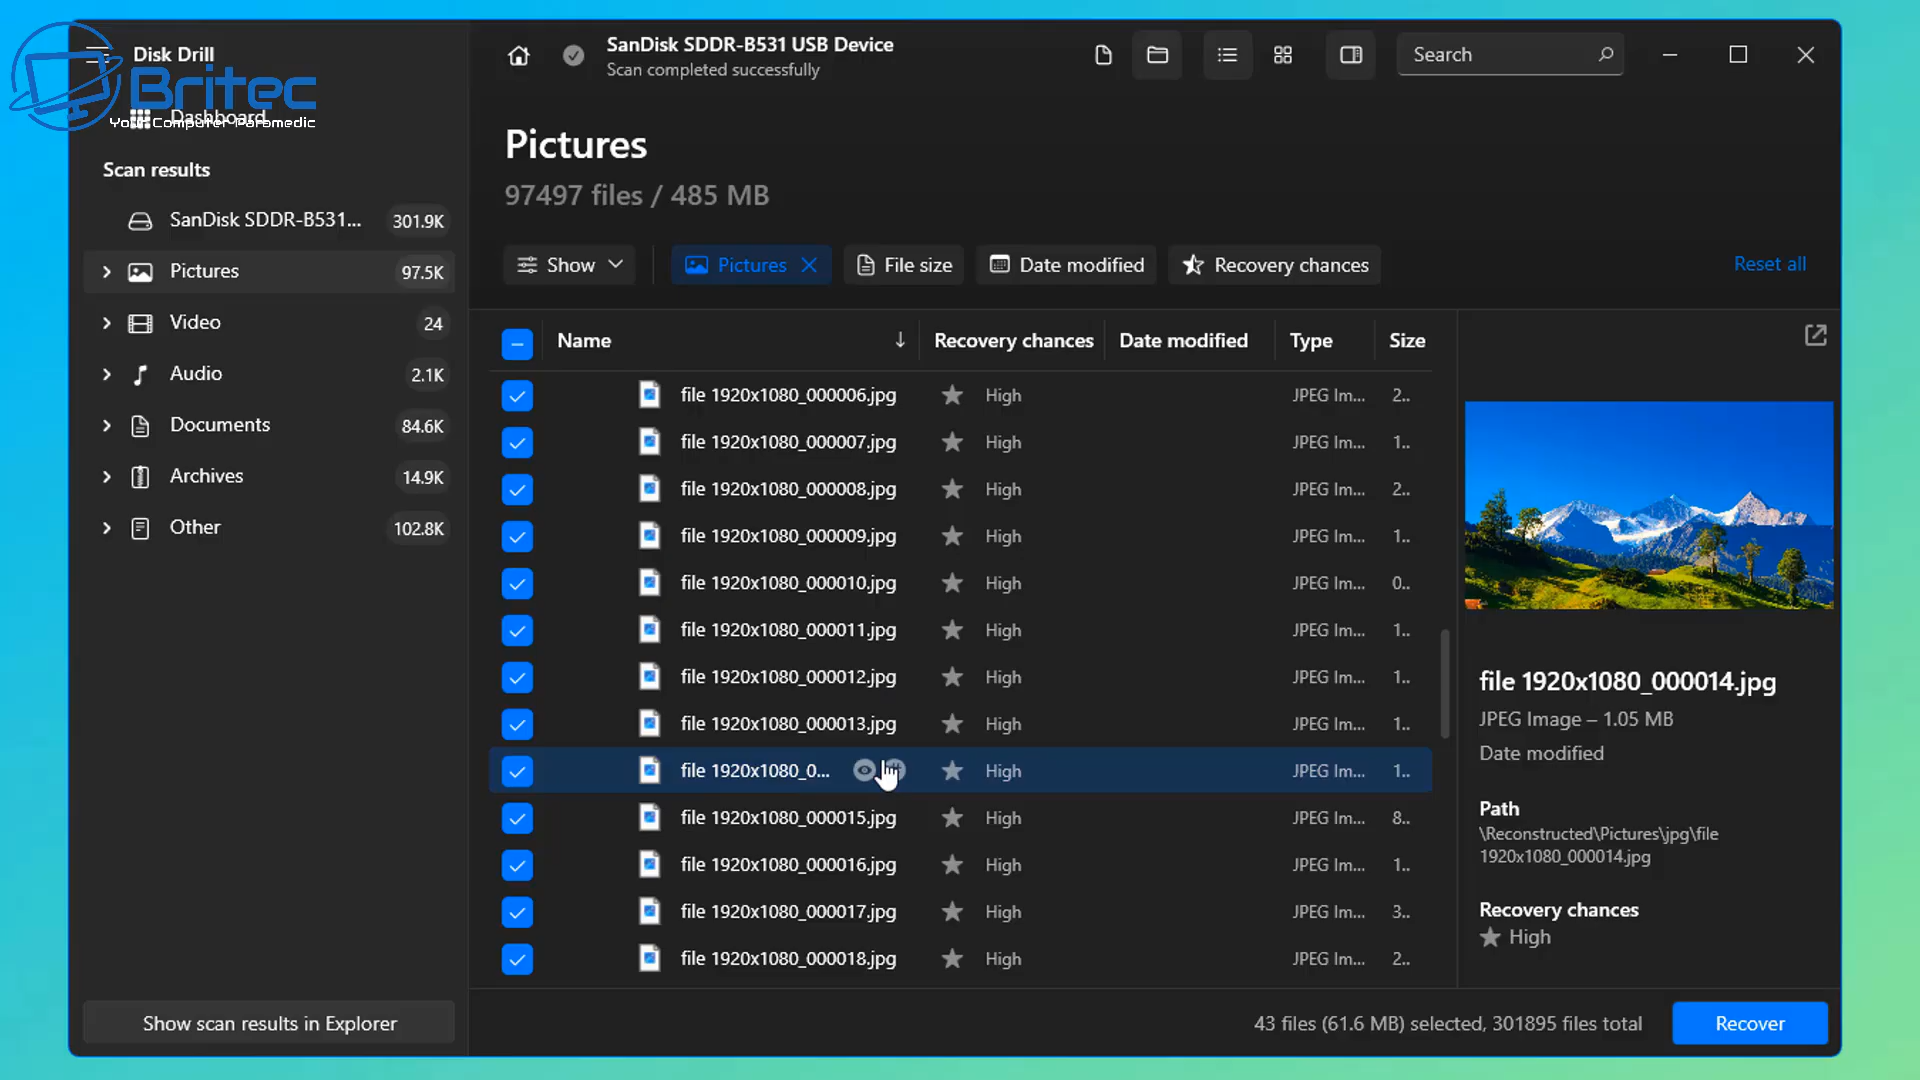 Disk Drill
Britec
Your Computer Paramedic
Dashboard
Scan results
SanDisk SDDR-B531... 301.9K
Pictures 97.5K
Video 24
Audio 2.1K
Documents 84.6K
Archives 14.9K
Other 102.8K
Show scan results in Explorer
SanDisk SDDR-B531 USB Device
Scan completed successfully
Search
Pictures
97497 files / 485 MB
Show
Pictures
File size
Date modified
Recovery chances
Reset all
Name Recovery chances Date modified Type Size
file 1920x1080_000006.jpg High JPEG Im... 2..
file 1920x1080_000007.jpg High JPEG Im... 1..
file 1920x1080_000008.jpg High JPEG Im... 2..
file 1920x1080_000009.jpg High JPEG Im... 1..
file 1920x1080_000010.jpg High JPEG Im... 0..
file 1920x1080_000011.jpg High JPEG Im... 1..
file 1920x1080_000012.jpg High JPEG Im... 1..
file 1920x1080_000013.jpg High JPEG Im... 1..
file 1920x1080_0... High JPEG Im... 1..
file 1920x1080_000015.jpg High JPEG Im... 8..
file 1920x1080_000016.jpg High JPEG Im... 1..
file 1920x1080_000017.jpg High JPEG Im... 3..
file 1920x1080_000018.jpg High JPEG Im... 2..
file 1920x1080_000014.jpg
JPEG Image – 1.05 MB
Date modified
Path
\Reconstructed\Pictures\jpg\file
1920x1080_000014.jpg
Recovery chances
High
43 files (61.6 MB) selected, 301895 files total
Recover